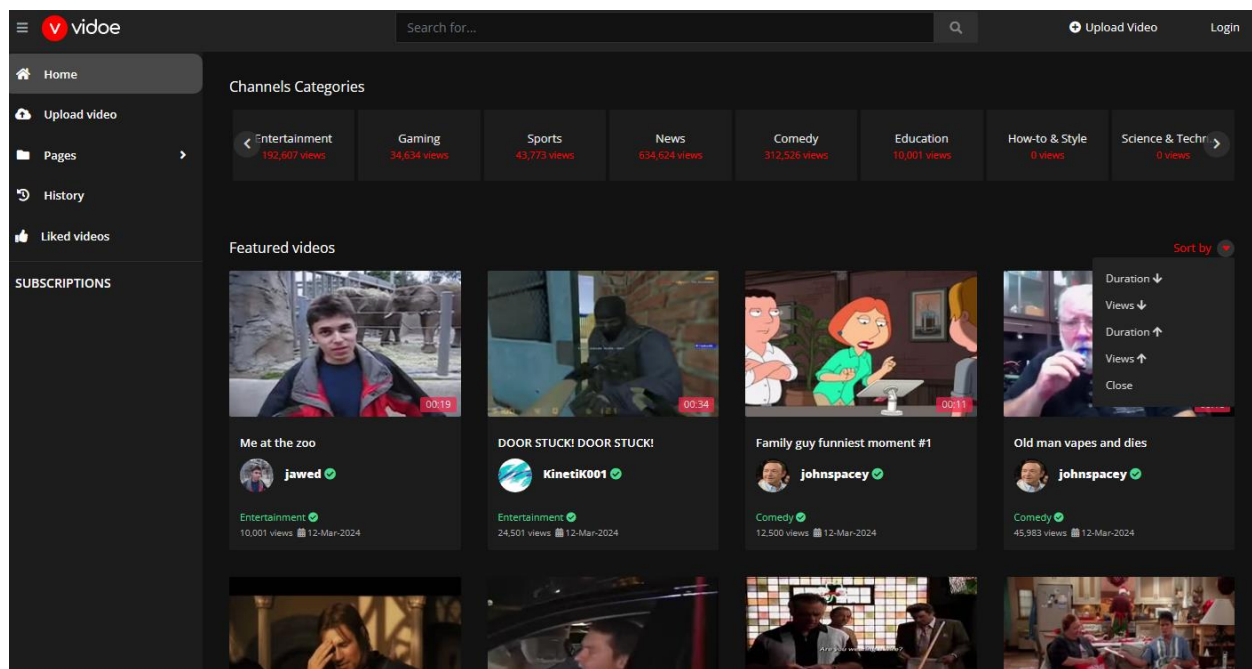 vidoe
Search for...
Upload Video
Login
Home
Upload video
Pages
History
Liked videos
SUBSCRIPTIONS
Channels Categories
Entertainment
192,607 views
Gaming
34,634 views
Sports
43,773 views
News
634,624 views
Comedy
312,526 views
Education
10,001 views
How-to & Style
0 views
Science &
0 views
Featured videos
Sort by
Duration ↓
Views ↓
Duration ↑
Views ↑
Close
00:19
00:34
00:11
Me at the zoo
jawed
Entertainment
10,001 views 12-Mar-2024
DOOR STUCK! DOOR STUCK!
KinetiK001
Entertainment
24,501 views 12-Mar-2024
Family guy funniest moment #1
johnspacey
Comedy
12,500 views 12-Mar-2024
Old man vapes and dies
johnspacey
Comedy
45,983 views 12-Mar-2024